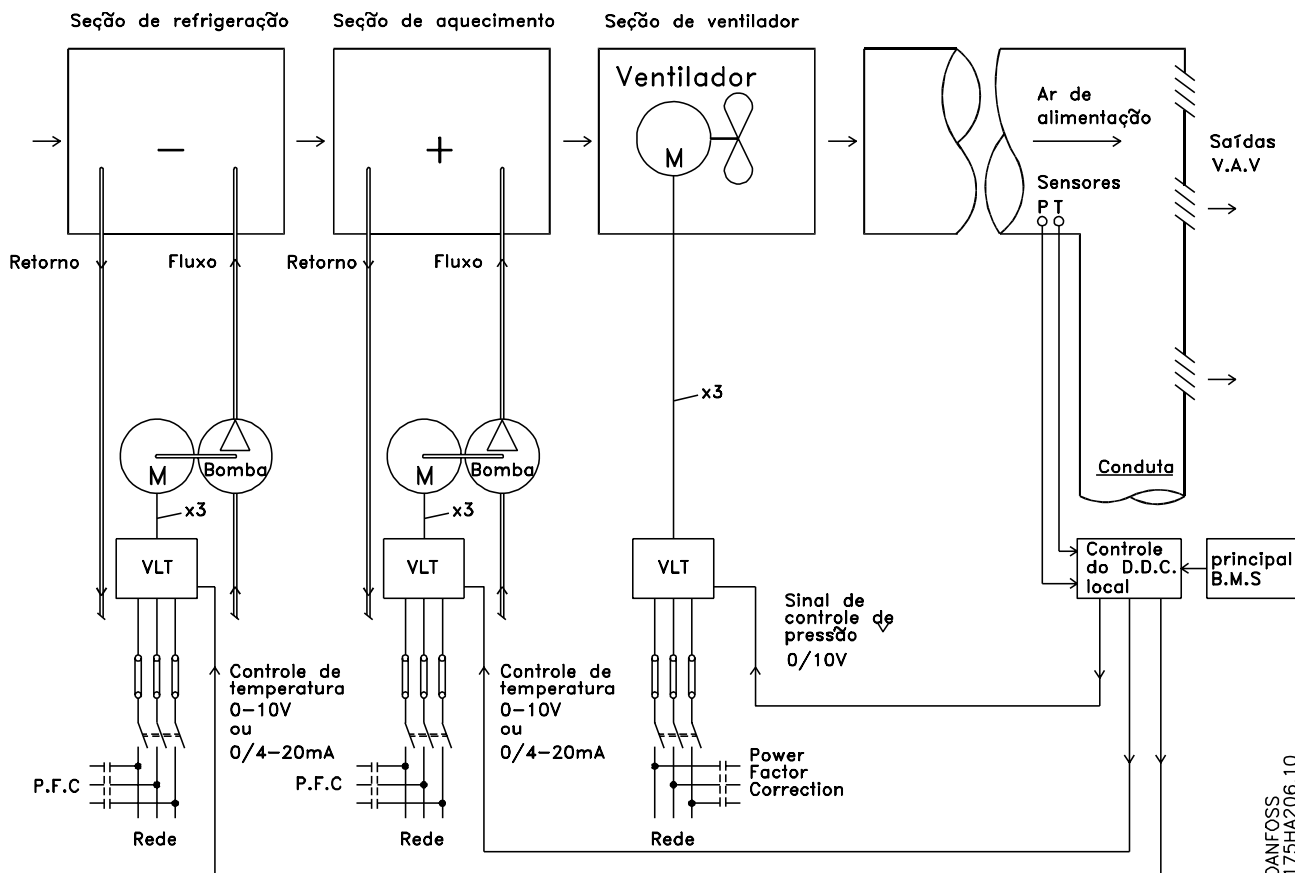 Seção de refrigeração
Seção de aquecimento
Seção de ventilador
Ventilador
M
−
+
Ar de
alimentação
Sensores
P T
Saídas
V.A.V
Retorno
Fluxo
Retorno
Fluxo
x3
M
Bomba
M
Bomba
Conduta
x3
x3
VLT
VLT
VLT
Controle
do D.D.C.
local
principal
B.M.S
Sinal de
controle de
pressão
0/10V
Controle de
temperatura
0−10V
ou
0/4−20mA
Controle de
temperatura
0−10V
ou
0/4−20mA
P.F.C
P.F.C
Power
Factor
Correction
Rede
Rede
Rede
DANFOSS
175HA206.10